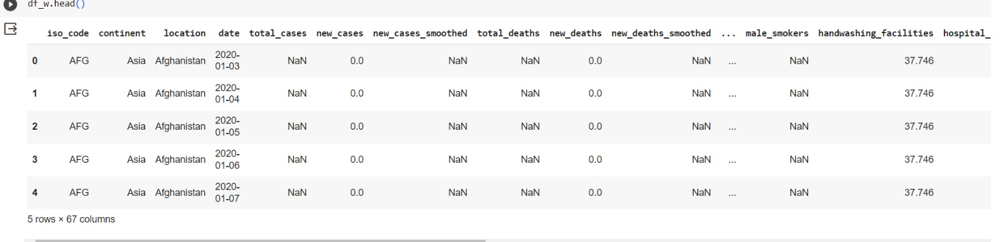 df_w.head()
iso_code continent location date total_cases new_cases new_cases_smoothed total_deaths new_deaths new_deaths_smoothed ... male_smokers handwashing_facilities hospital_
0 AFG Asia Afghanistan 2020-01-03 NaN 0.0 NaN NaN 0.0 NaN ... NaN 37.746
1 AFG Asia Afghanistan 2020-01-04 NaN 0.0 NaN NaN 0.0 NaN ... NaN 37.746
2 AFG Asia Afghanistan 2020-01-05 NaN 0.0 NaN NaN 0.0 NaN ... NaN 37.746
3 AFG Asia Afghanistan 2020-01-06 NaN 0.0 NaN NaN 0.0 NaN ... NaN 37.746
4 AFG Asia Afghanistan 2020-01-07 NaN 0.0 NaN NaN 0.0 NaN ... NaN 37.746
5 rows × 67 columns